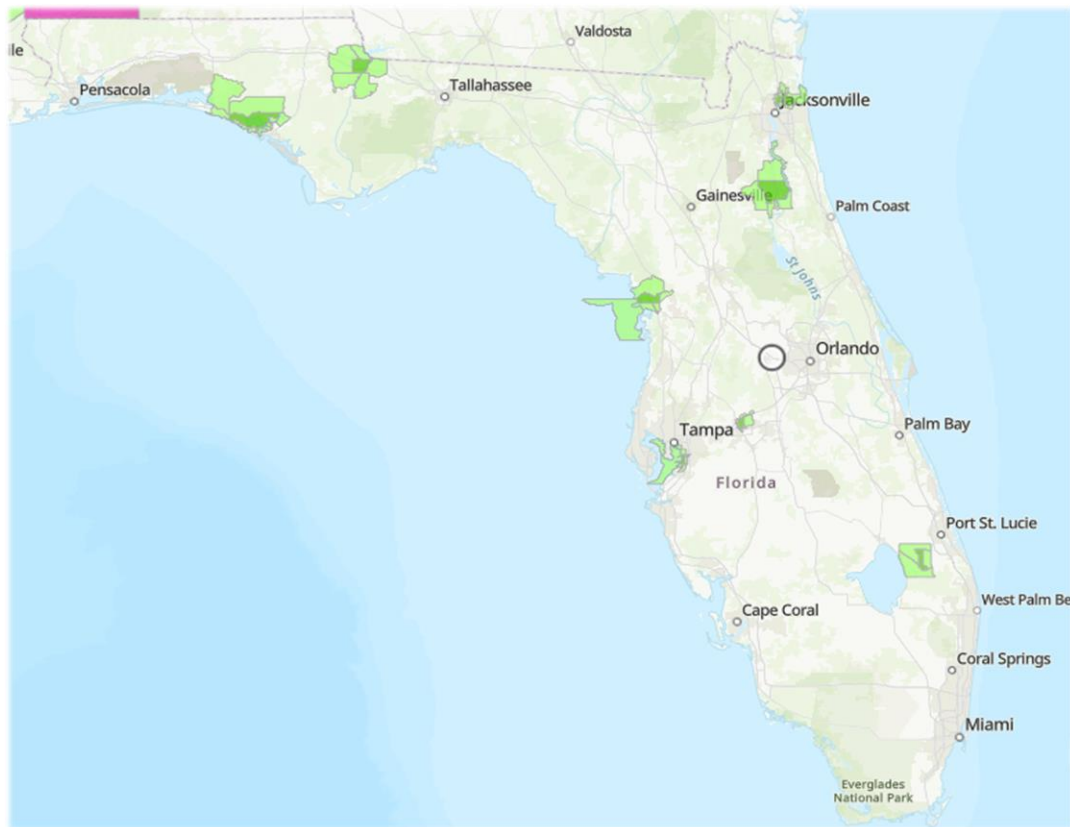 Valdosta
lle
Pensacola
Tallahassee
Jacksonville
Gainesville
Palm Coast
St Johns
Orlando
Tampa
Palm Bay
Florida
Port St. Lucie
West Palm Be
Cape Coral
Coral Springs
Miami
Everglades
National Park